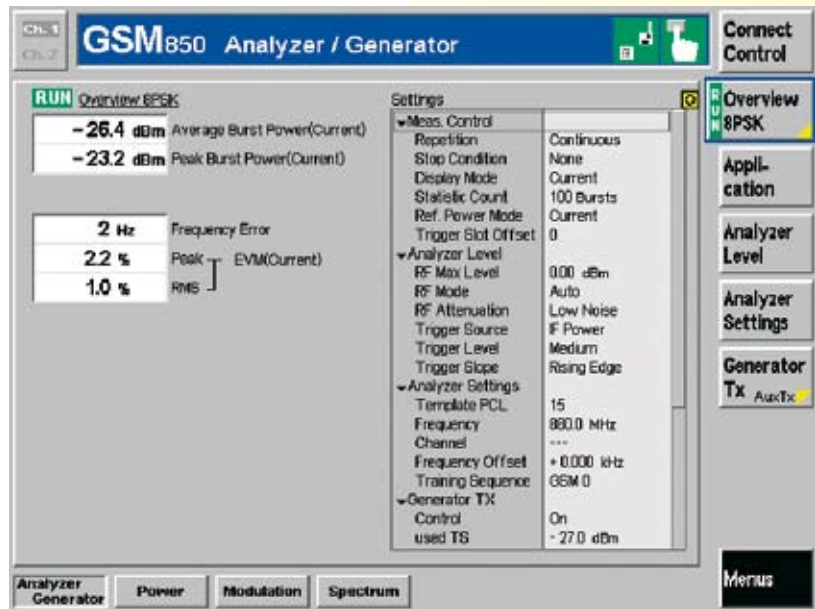 Ch. 1
Ch. 2
GSM850 Analyzer / Generator
Connect
Control
RUN Overview 8PSK
-26.4 dBm Average Burst Power(Current)
-23.2 dBm Peak Burst Power(Current)
2 Hz Frequency Error
2.2 % Peak EVM(Current)
1.0 % RMS
Settings
Meas. Control
Repetition Continuous
Stop Condition None
Display Mode Current
Statistic Count 100 Bursts
Ref. Power Mode Current
Trigger Slot Offset 0
Analyzer Level
RF Max Level 0.00 dBm
RF Mode Auto
RF Attenuation Low Noise
Trigger Source IF Power
Trigger Level Medium
Trigger Slope Rising Edge
Analyzer Settings
Template PCL 15
Frequency 880.0 MHz
Channel ---
Frequency Offset + 0.000 kHz
Training Sequence GSM 0
Generator TX
Control On
used TS - 27.0 dBm
RUN
Overview
8PSK
Appli-
cation
Analyzer
Level
Analyzer
Settings
Generator
Tx AuxTx
Menus
Analyzer
Generator
Power
Modulation
Spectrum